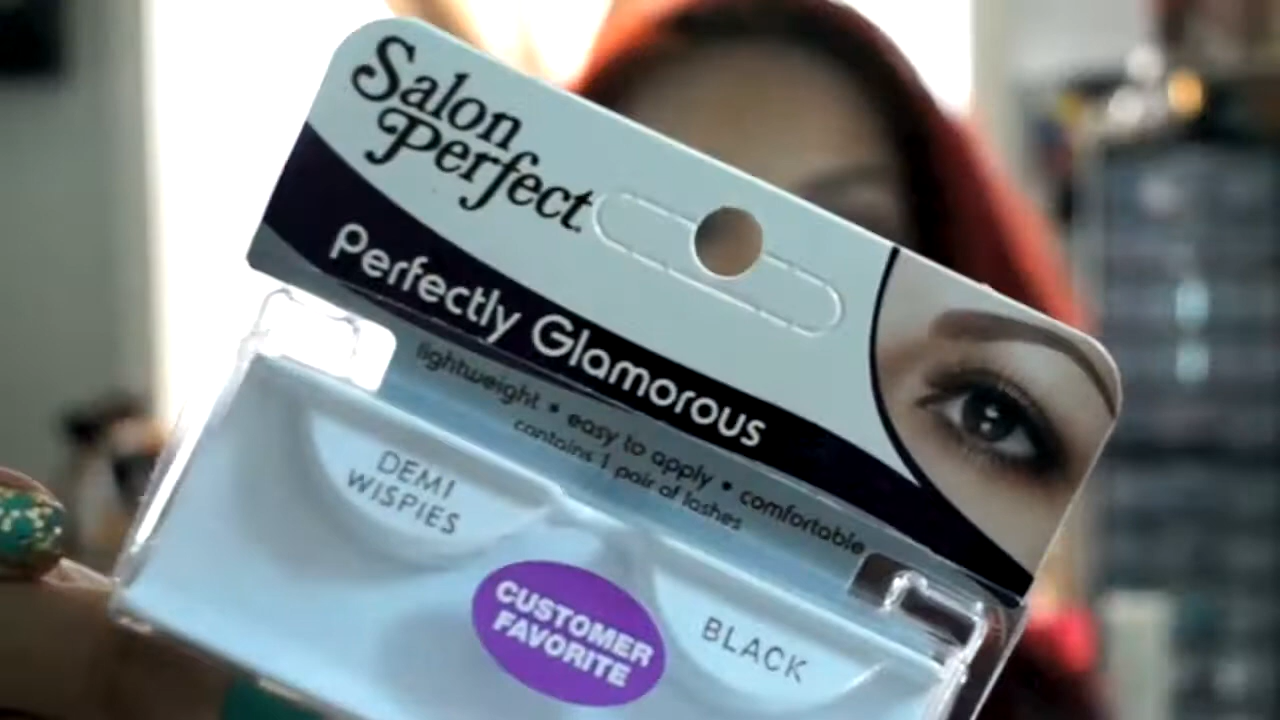 Salon
Perfect
Perfectly Glamorous
lightweight • easy to apply • comfortable
contains 1 pair of lashes
DEMI
WISPIES
CUSTOMER
FAVORITE
BLACK